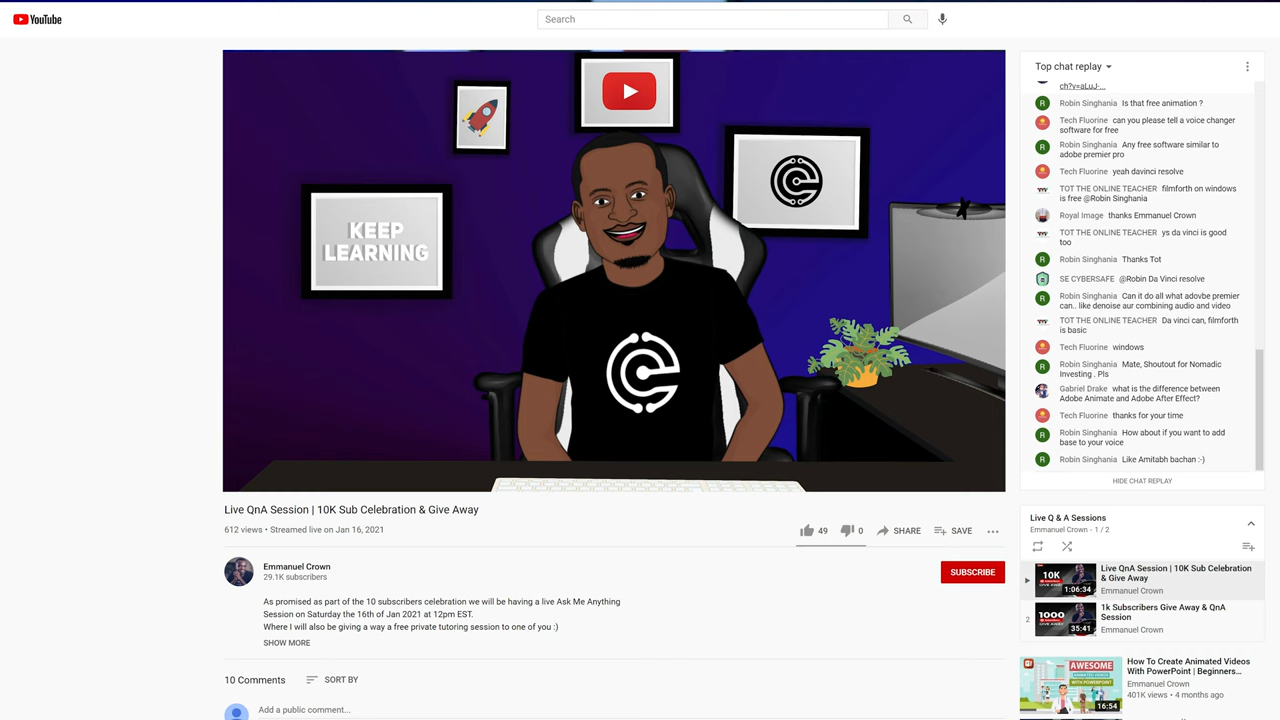 YouTube
Search
KEEP
LEARNING
Live QnA Session | 10K Sub Celebration & Give Away
612 views • Streamed live on Jan 16, 2021
49
0
SHARE
SAVE
Emmanuel Crown
29.1K subscribers
SUBSCRIBE
As promised as part of the 10 subscribers celebration we will be having a live Ask Me Anything
Session on Saturday the 16th of Jan 2021 at 12pm EST.
Where I will also be giving a way a free private tutoring session to one of you :)
SHOW MORE
10 Comments
SORT BY
Add a public comment...
Top chat replay
ch?v=aLuJ-...
R Robin Singhania Is that free animation ?
Tech Fluorine can you please tell a voice changer
software for free
R Robin Singhania Any free software similar to
adobe premier pro
Tech Fluorine yeah davinci resolve
TOT THE ONLINE TEACHER filmforth on windows
is free @Robin Singhania
Royal Image thanks Emmanuel Crown
TOT THE ONLINE TEACHER ys da vinci is good
too
R Robin Singhania Thanks Tot
SE CYBERSAFE @Robin Da Vinci resolve
R Robin Singhania Can it do all what adovbe premier
can.. like denoise aur combining audio and video
TOT THE ONLINE TEACHER Da vinci can, filmforth
is basic
Tech Fluorine windows
R Robin Singhania Mate, Shoutout for Nomadic
Investing . Pls
Gabriel Drake what is the difference between
Adobe Animate and Adobe After Effect?
Tech Fluorine thanks for your time
R Robin Singhania How about if you want to add
base to your voice
R Robin Singhania Like Amitabh bachan :-)
HIDE CHAT REPLAY
Live Q & A Sessions
Emmanuel Crown - 1 / 2
10K
1:06:34
Live QnA Session | 10K Sub Celebration
& Give Away
Emmanuel Crown
2
1000
35:41
1k Subscribers Give Away & QnA
Session
Emmanuel Crown
AWESOME
ANIMATED VIDEOS
WITH POWERPOINT
16:54
How To Create Animated Videos
With PowerPoint | Beginners...
Emmanuel Crown
401K views • 4 months ago